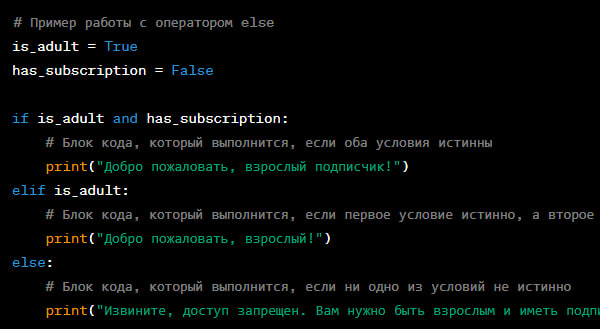 # Пример работы с оператором else
is_adult = True
has_subscription = False
if is_adult and has_subscription:
# Блок кода, который выполнится, если оба условия истинны
print("Добро пожаловать, взрослый подписчик!")
elif is_adult:
# Блок кода, который выполнится, если первое условие истинно, а второе
print("Добро пожаловать, взрослый!")
else:
# Блок кода, который выполнится, если ни одно из условий не истинно
print("Извините, доступ запрещен. Вам нужно быть взрослым и иметь